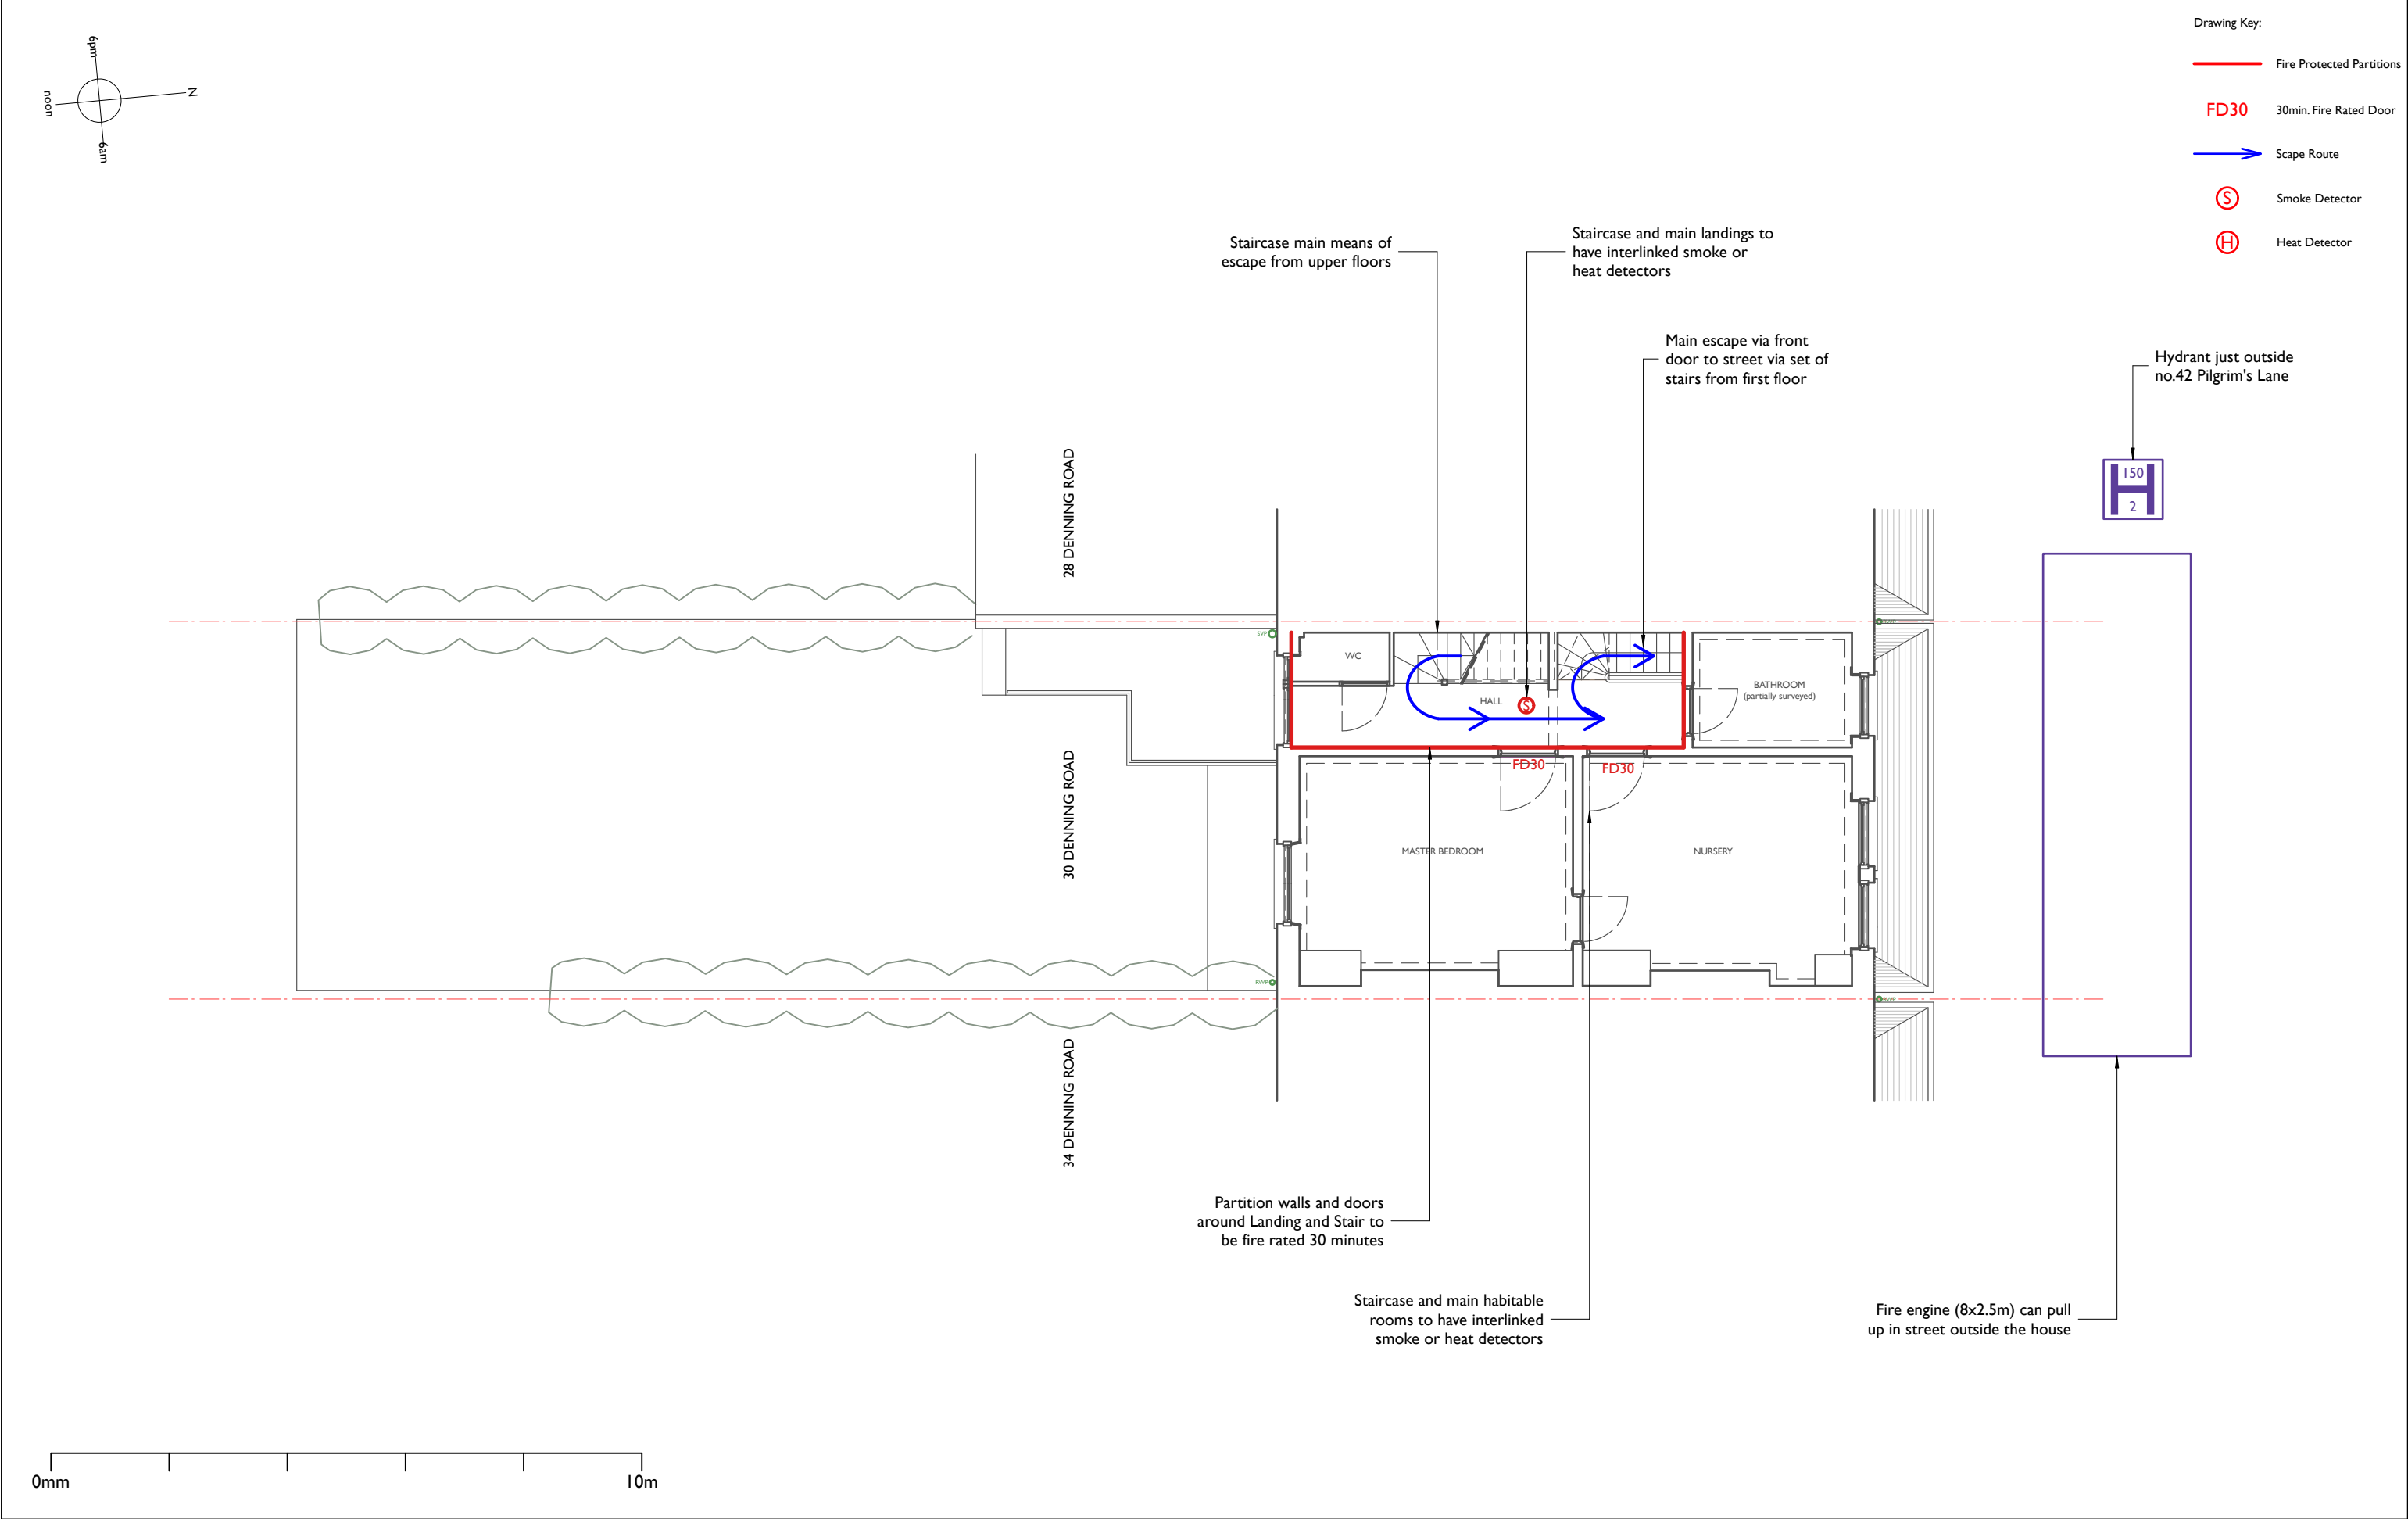 Drawing Key:
Fire Protected Partitions
FD30
30min. Fire Rated Door
Scape Route
S
Smoke Detector
H
Heat Detector
6pm
N
noon
6am
Staircase main means of
escape from upper floors
Staircase and main landings to
have interlinked smoke or
heat detectors
Main escape via front
door to street via set of
stairs from first floor
Hydrant just outside
no.42 Pilgrim's Lane
H
150
2
28 DENNING ROAD
30 DENNING ROAD
34 DENNING ROAD
SVP
WC
HALL
S
BATHROOM
(partially surveyed)
FD30
FD30
MASTER BEDROOM
NURSERY
RWP
Partition walls and doors
around Landing and Stair to
be fire rated 30 minutes
Staircase and main habitable
rooms to have interlinked
smoke or heat detectors
Fire engine (8x2.5m) can pull
up in street outside the house
0mm
10m